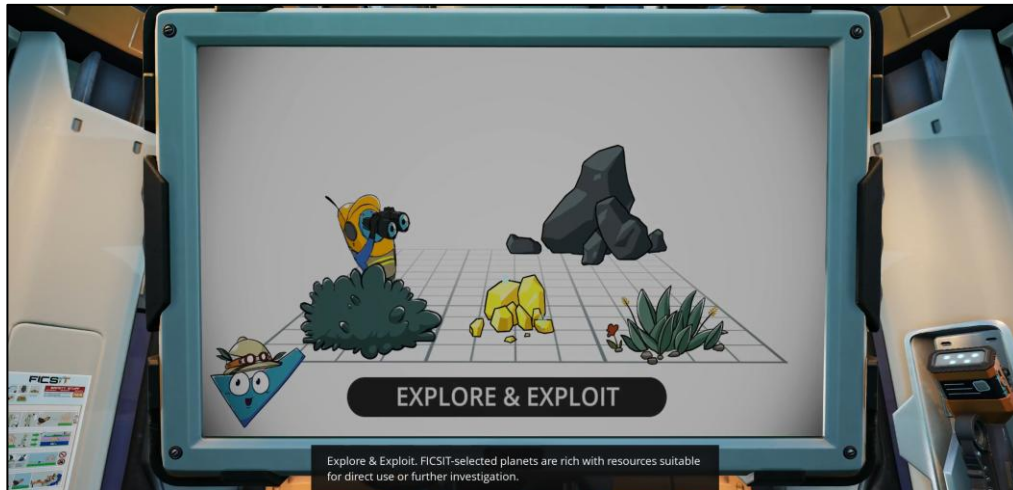 EXPLORE & EXPLOIT
Explore & Exploit. FICSIT-selected planets are rich with resources suitable
for direct use or further investigation.
FICSIT